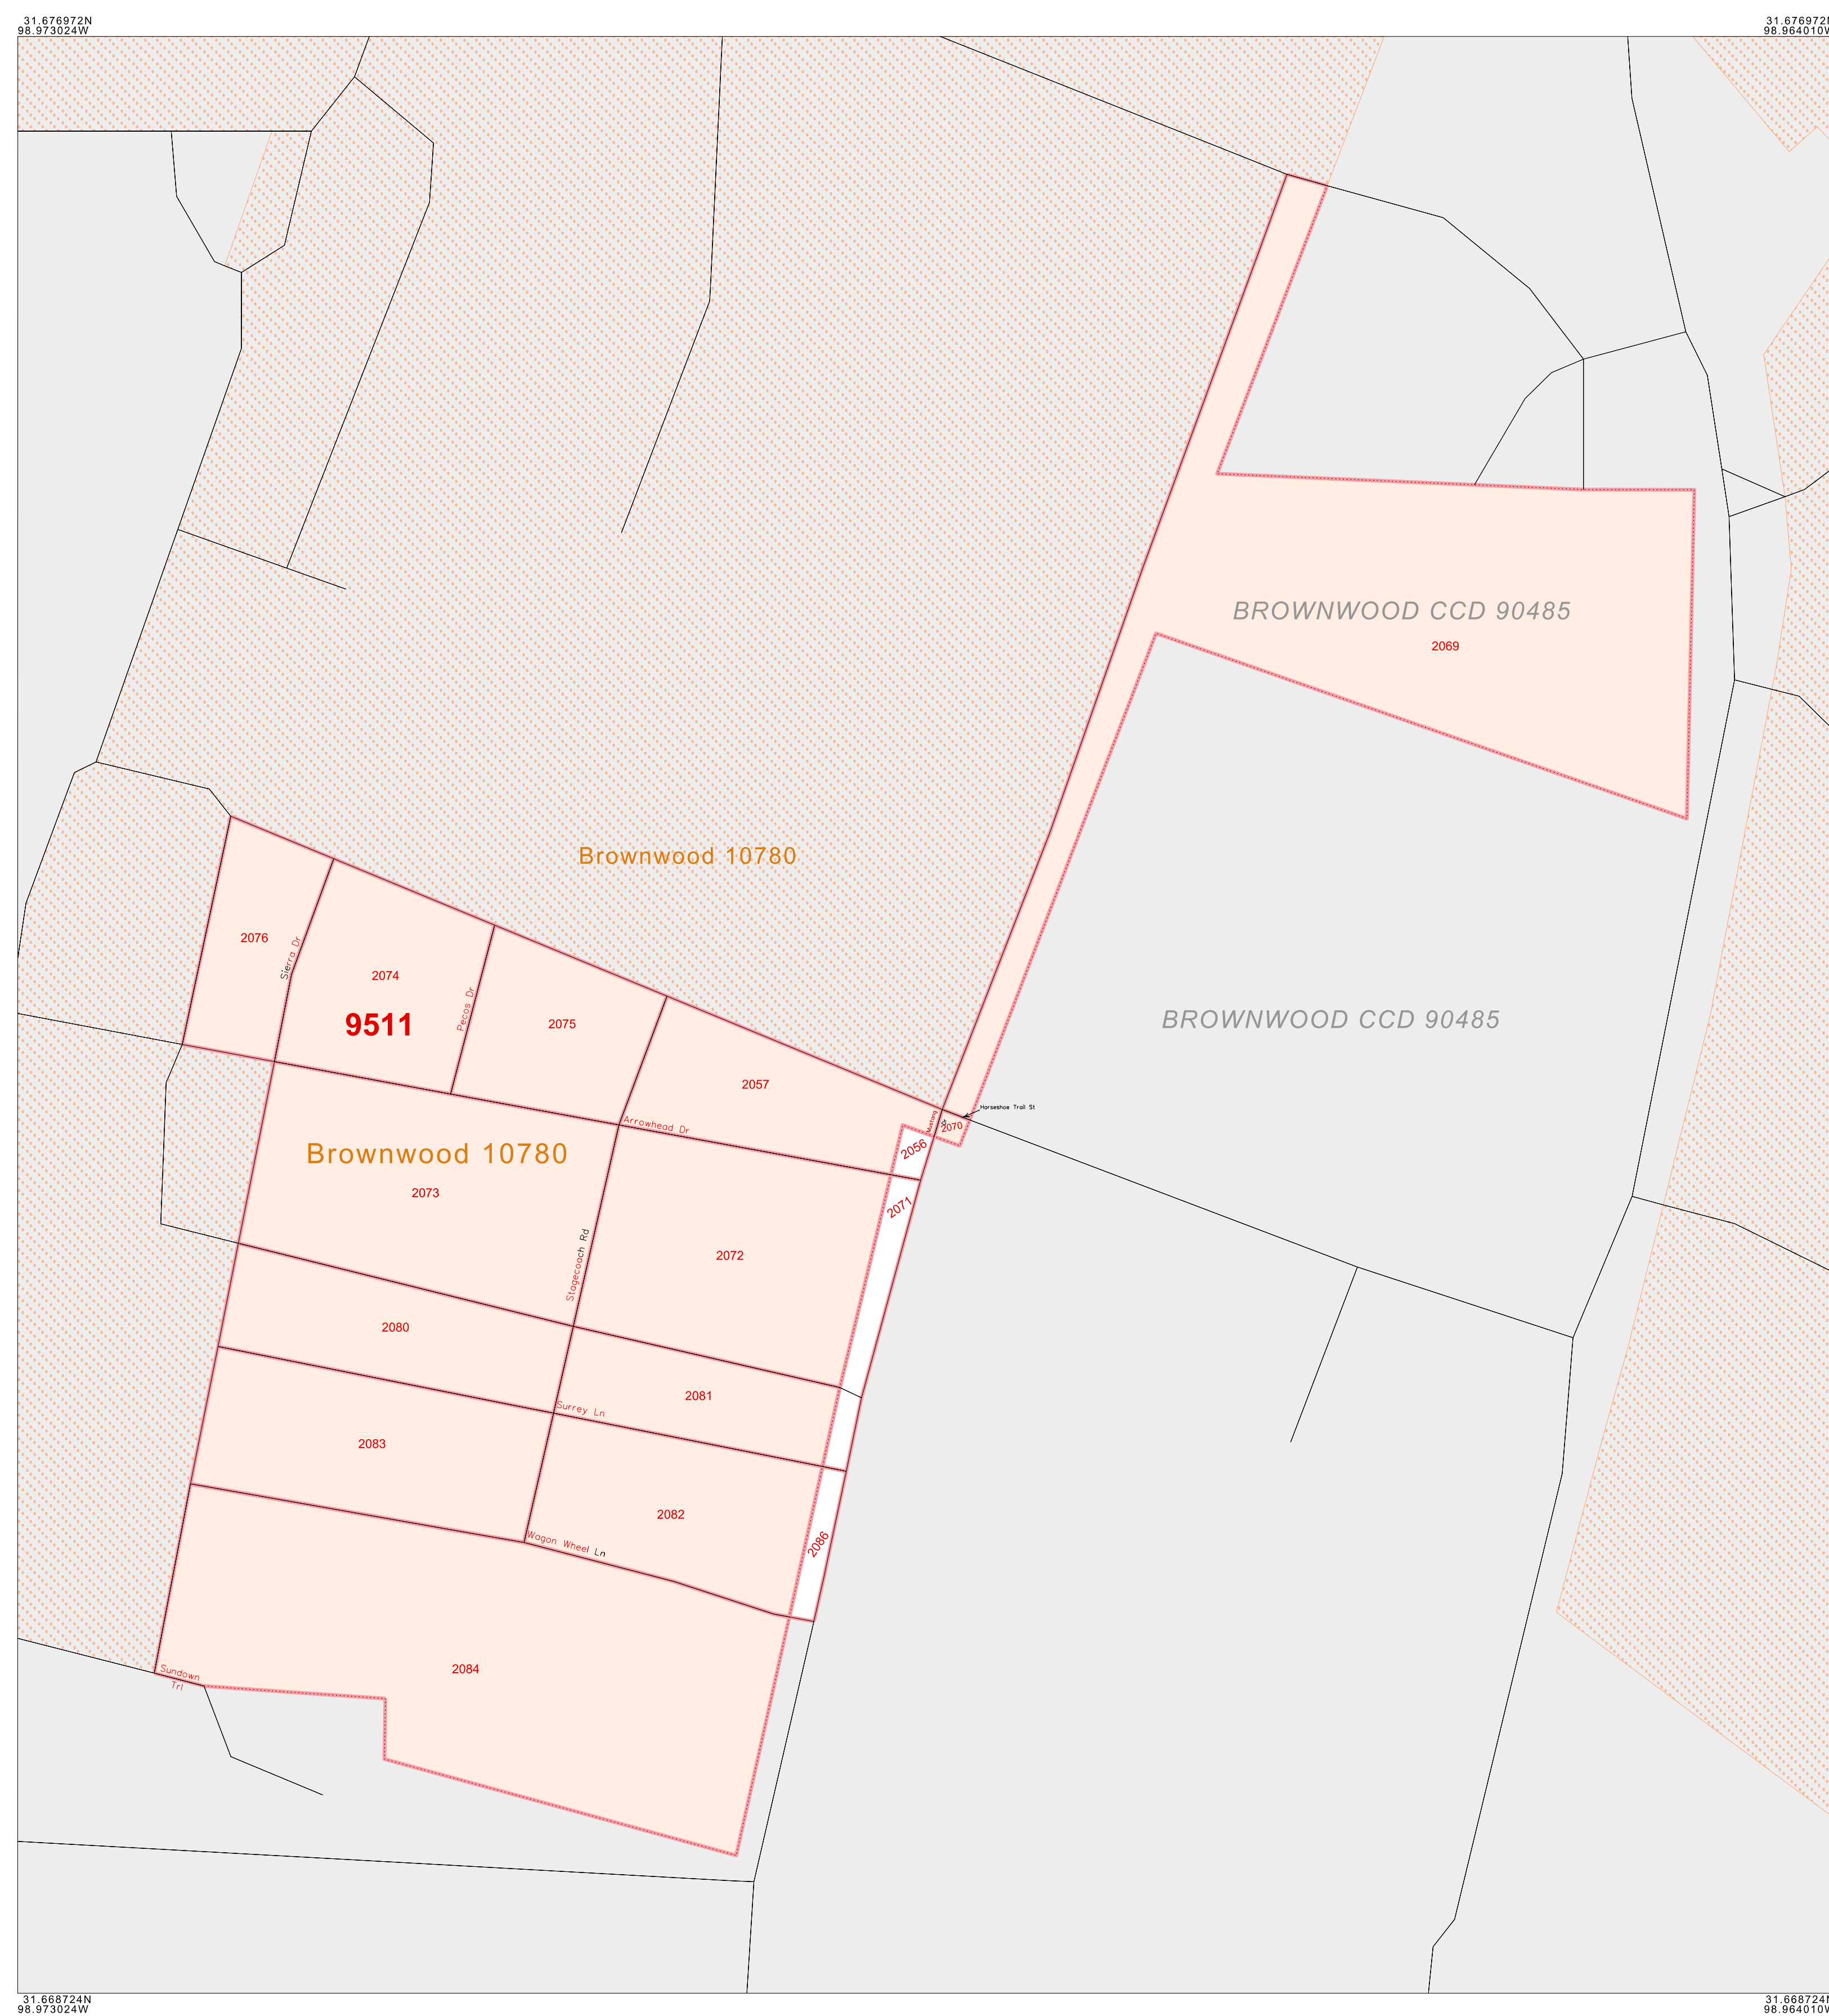 31.676972N
98.973024W
31.676972N
98.964010W
BROWNWOOD CCD 90485
2069
Brownwood 10780
2076
Sierra Dr
2074
9511
Pecos Dr
2075
2057
BROWNWOOD CCD 90485
Arrowhead Dr
Mustang
St
Horseshoe Trail St
2070
2056
Brownwood 10780
2073
2071
Stagecoach Rd
2072
2080
2081
Surrey Ln
2083
2082
Wagon Wheel Ln
2086
2084
Sundown
Trl
31.668724N
98.973024W
31.668724N
98.964010W